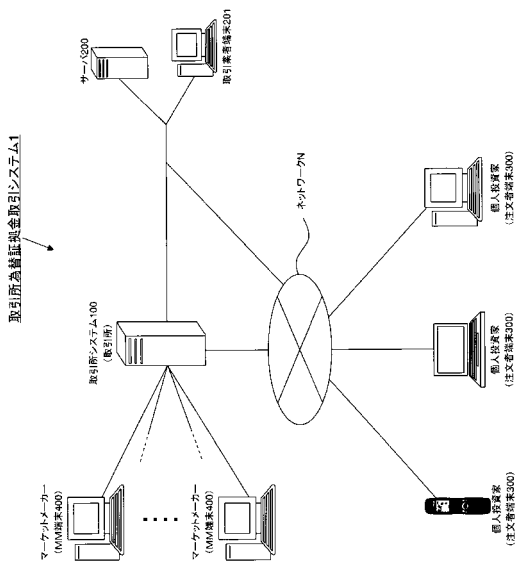 取引所為替証拠金取引システム1
サーバ200
取引業者端末201
取引所システム100
(取引所)
マーケットメーカー
(MM端末400)
マーケットメーカー
(MM端末400)
ネットワークN
個人投資家
(注文者端末300)
個人投資家
(注文者端末300)
個人投資家
(注文者端末300)